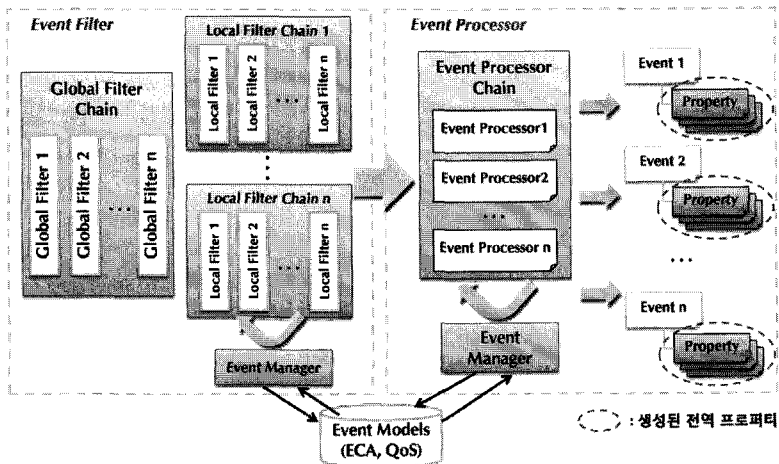 Event Filter
Global Filter
Chain
Global Filter 1
Global Filter 2
...
Global Filter n
Local Filter Chain 1
Local Filter 1
Local Filter 2
...
Local Filter n
Local Filter Chain n
Local Filter 1
Local Filter 2
...
Local Filter n
Event Manager
Event Processor
Event Processor
Chain
Event Processor1
Event Processor2
...
Event Processor n
Event
Manager
Event 1
Property
Event 2
Property
...
Event n
Property
Event Models
(ECA, QoS)
: 생성된 전역 프로퍼티